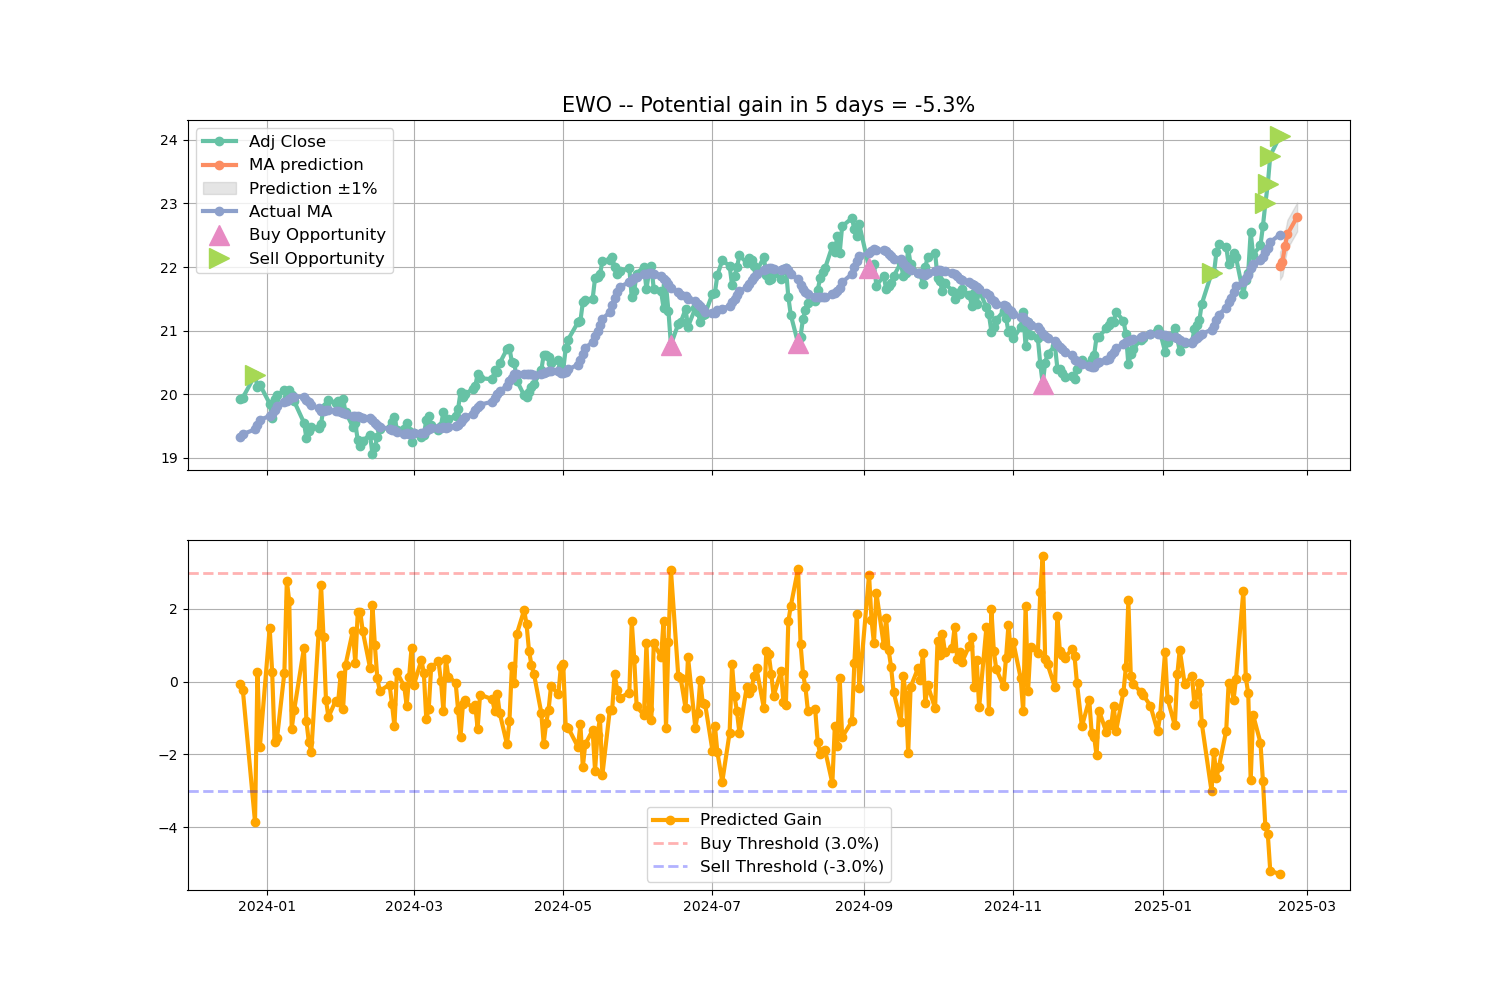 EWO -- Potential gain in 5 days = -5.3%
24
23
22
21
20
19
Adj Close
MA prediction
Prediction ±1%
Actual MA
Buy Opportunity
Sell Opportunity
2
0
−2
−4
Predicted Gain
Buy Threshold (3.0%)
Sell Threshold (-3.0%)
2024-01 2024-03 2024-05 2024-07 2024-09 2024-11 2025-01 2025-03